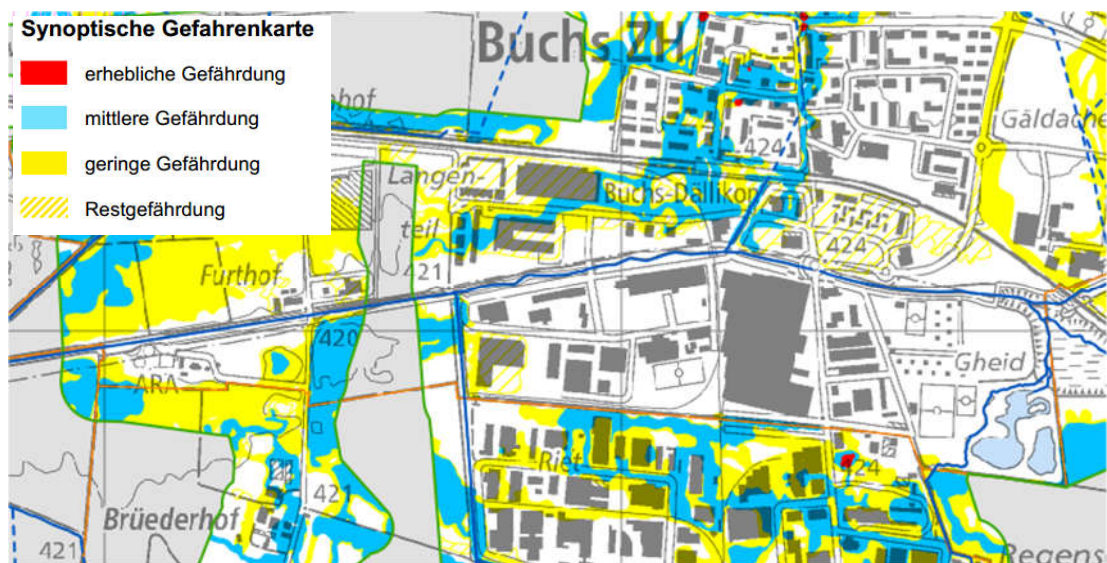 Synoptische Gefahrenkarte
erhebliche Gefährdung
mittlere Gefährdung
geringe Gefährdung
Restgefährdung
Buchs ZH
Gäldache
424
Langen-
teil
Buchs-Dällikon
424
421
Furthof
420
ARA
Gheid
Riet
424
421
Brüederhof
421
Regens